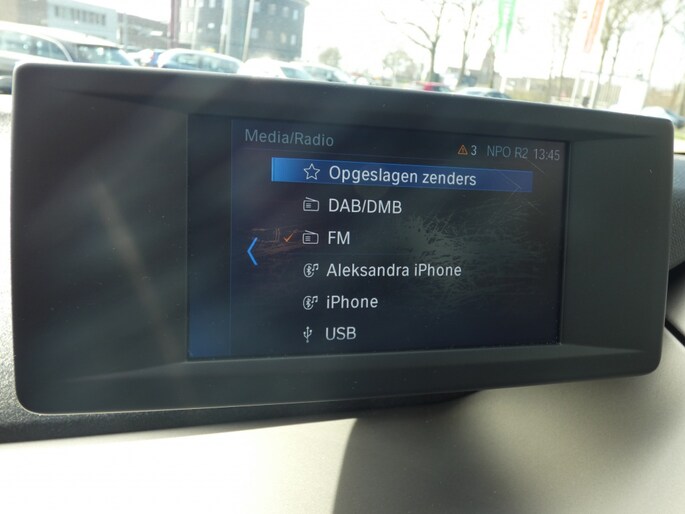 Media/Radio
3 NPO R2 13:45
Opgeslagen zenders
DAB/DMB
FM
Aleksandra iPhone
iPhone
USB